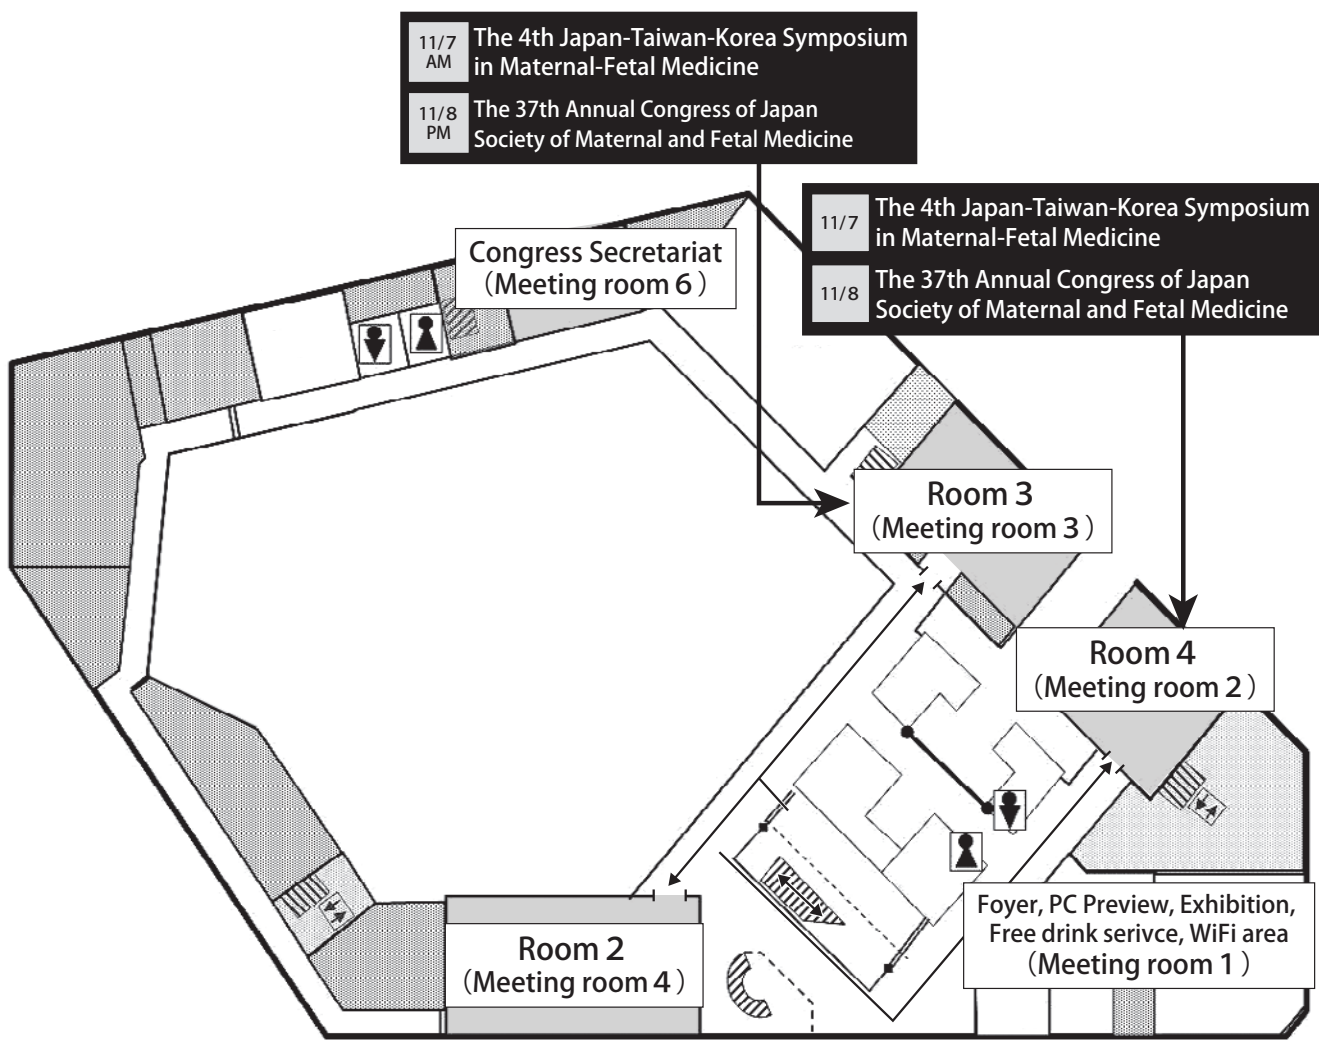 11/7
AM
The 4th Japan-Taiwan-Korea Symposium
in Maternal-Fetal Medicine
11/8
PM
The 37th Annual Congress of Japan
Society of Maternal and Fetal Medicine
11/7
The 4th Japan-Taiwan-Korea Symposium
in Maternal-Fetal Medicine
11/8
The 37th Annual Congress of Japan
Society of Maternal and Fetal Medicine
Congress Secretariat
（Meeting room 6）
Room 3
（Meeting room 3）
Room 4
（Meeting room 2）
Foyer, PC Preview, Exhibition,
Free drink serivce, WiFi area
（Meeting room 1）
Room 2
（Meeting room 4）